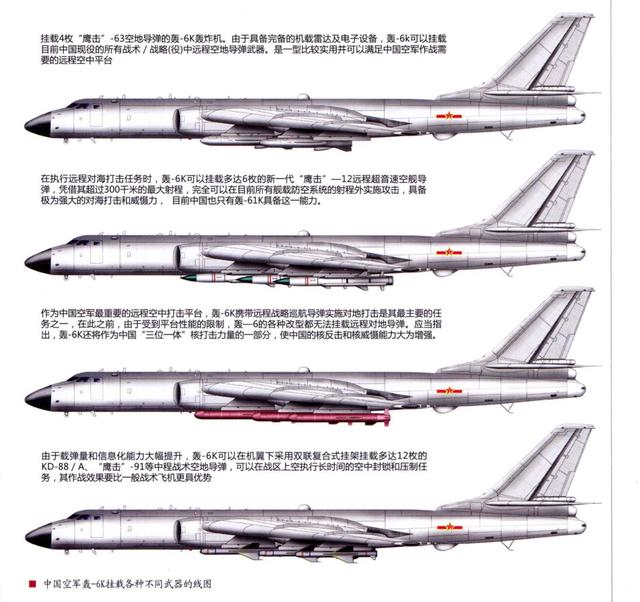 挂载4枚“鹰击”-63空地导弹的轰-6K轰炸机。由于具备完备的机载雷达及电子设备，轰-6k可以挂载
目前中国现役的所有战术/战略(役)中远程空地导弹武器。是一型比较实用并可以满足中国空军作战需
要的远程空中平台
在执行远程对海打击任务时，轰-6K可以挂载多达6枚的新一代“鹰击”—12远程超音速空舰导
弹，凭借其超过300千米的最大射程，完全可以在目前所有舰载防空系统的射程外实施攻击，具备
极为强大的对海打击和威慑力， 目前中国也只有轰-61K具备这一能力。
作为中国空军最重要的远程空中打击平台，轰-6K携带远程战略巡航导弹实施对地打击是其最主要的任
务之一，在此之前，由于受到平台性能的限制，轰—6的各种改型都无法挂载远程对地导弹。应当指
出，轰-6K还将作为中国“三位一体”核打击力量的一部分，使中国的核反击和核威慑能力大为增强。
由于载弹量和信息化能力大幅提升，轰-6K可以在机翼下采用双联复合式挂架挂载多达12枚的
KD-88/A、“鹰击”-91等中程战术空地导弹，可以在战区上空执行长时间的空中封锁和压制任
务，其作战效果要比一般战术飞机更具优势
中国空军轰-6K挂载各种不同武器的线图